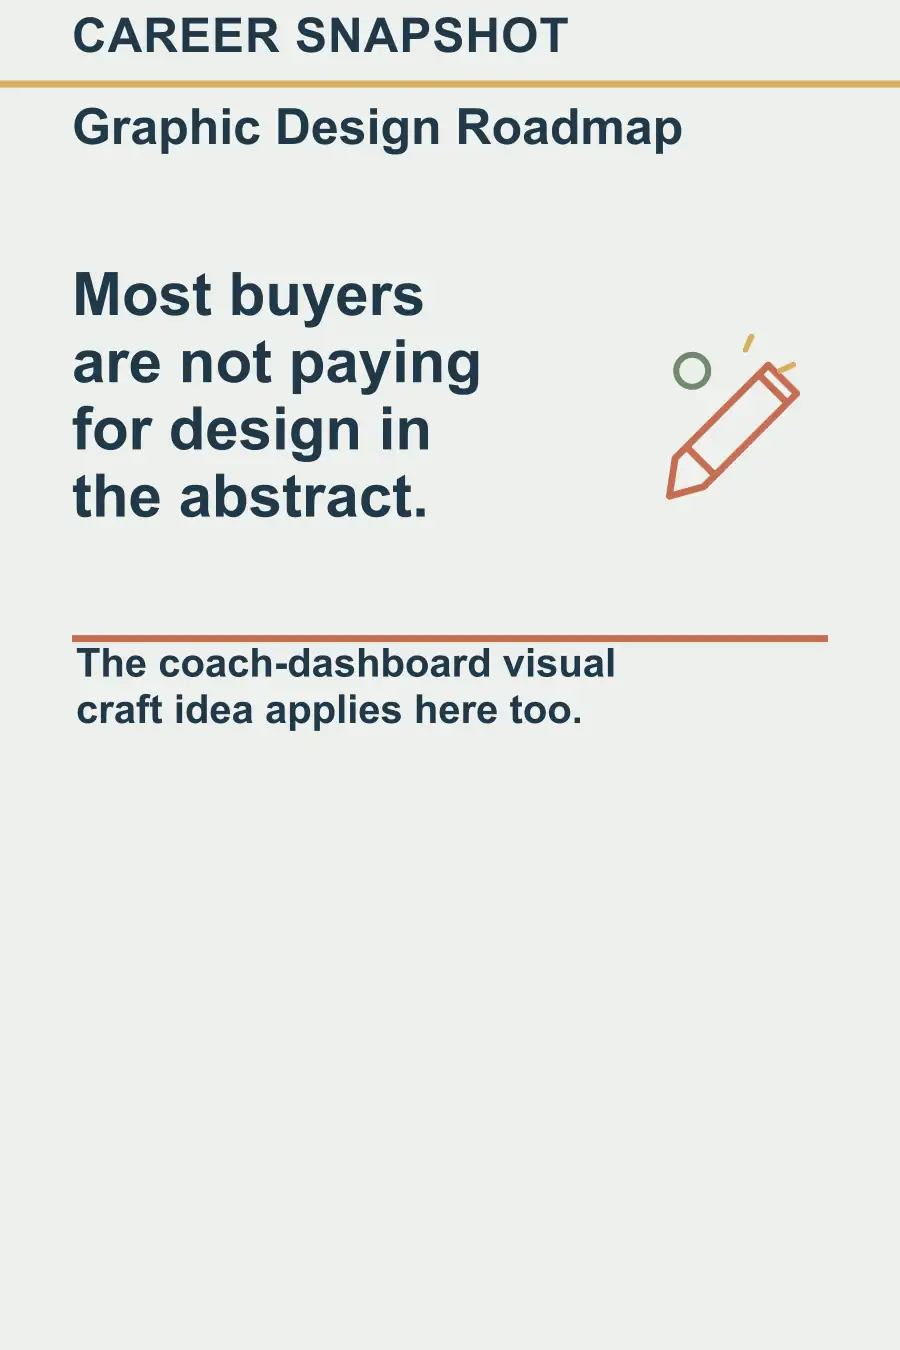 CAREER SNAPSHOT
Graphic Design Roadmap
Most buyers
are not paying
for design in
the abstract.
The coach-dashboard visual
craft idea applies here too.